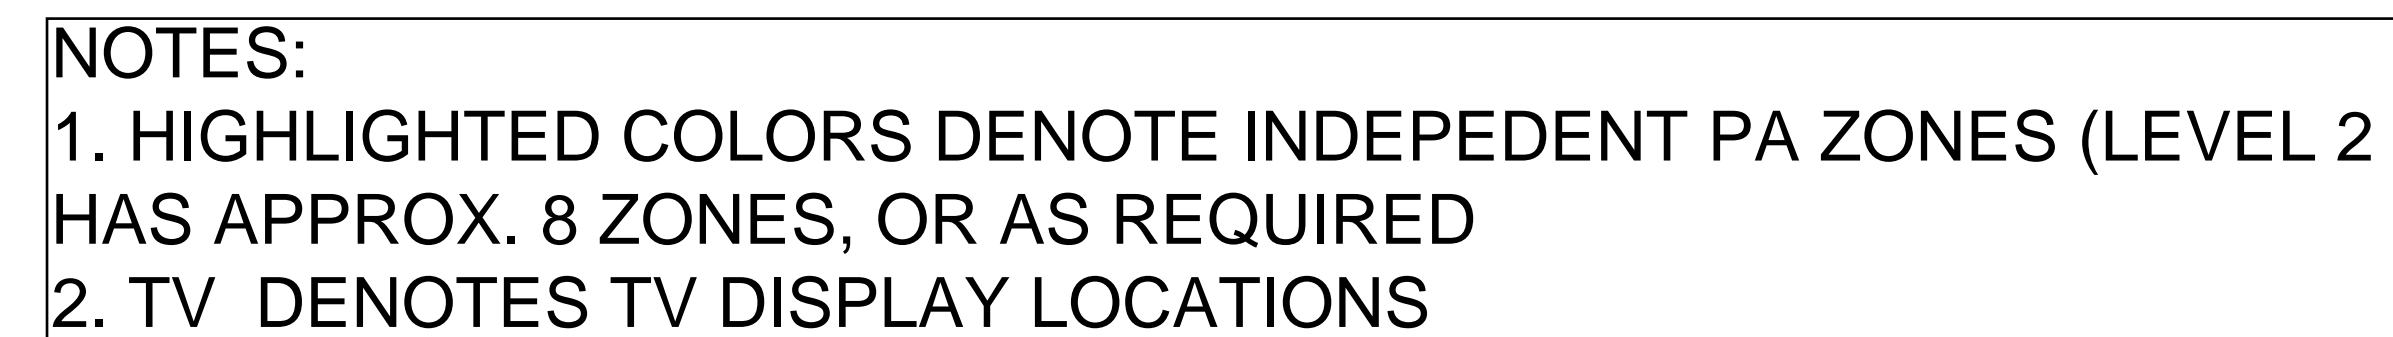 NOTES:
1. HIGHLIGHTED COLORS DENOTE INDEPEDENT PA ZONES (LEVEL 2
HAS APPROX. 8 ZONES, OR AS REQUIRED
2. TV  DENOTES TV DISPLAY LOCATIONS